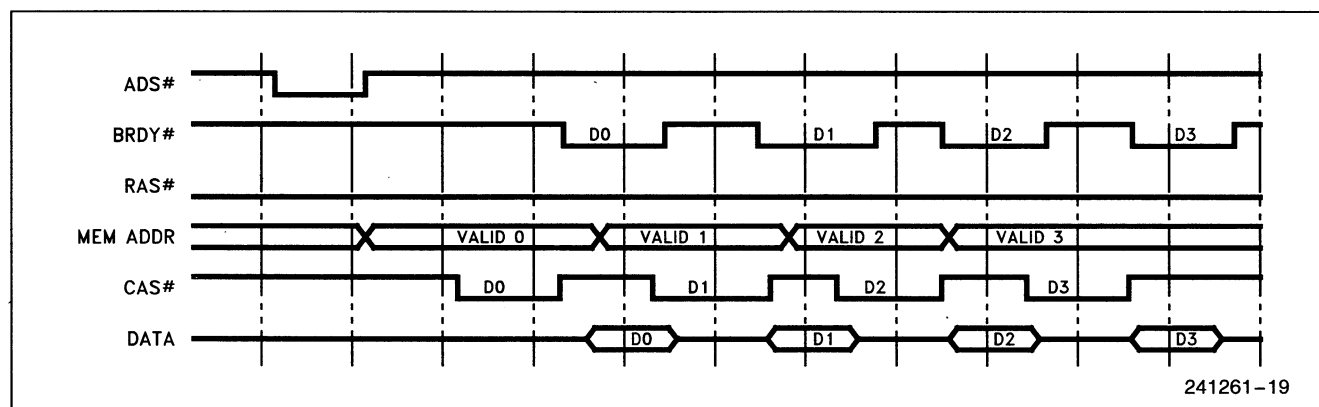 ADS#
BRDY# D0 D1 D2 D3
RAS#
MEM ADDR VALID 0 VALID 1 VALID 2 VALID 3
CAS# D0 D1 D2 D3
DATA D0 D1 D2 D3
241261-19